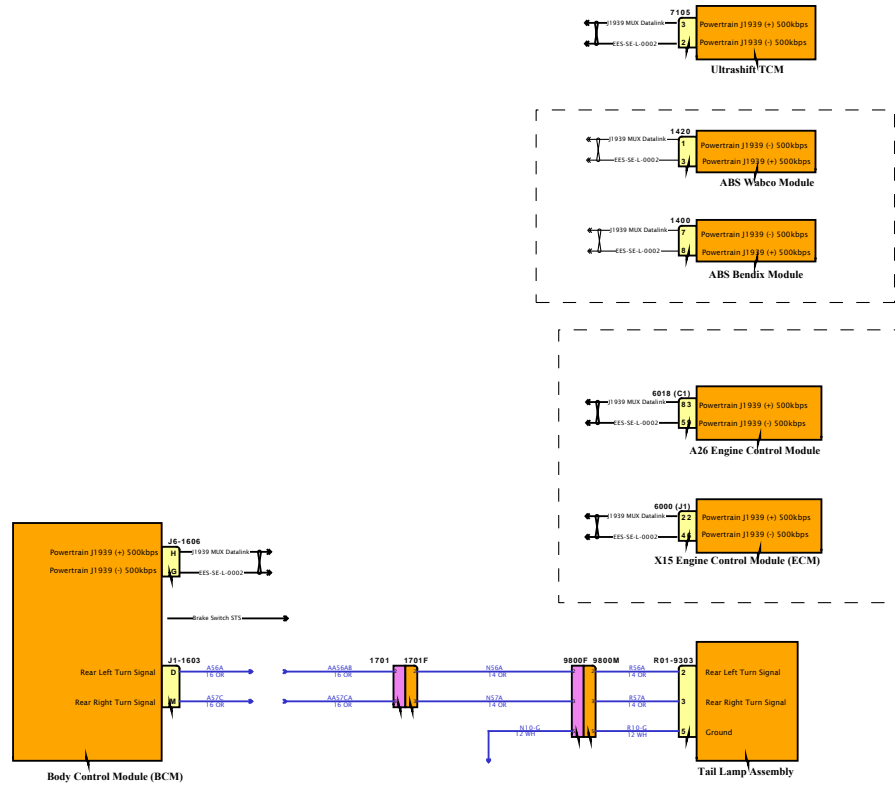 7105
J1939 MUX Datalink
3
Powertrain J1939 (+) 500kbps
EES-SE-L-0002
2
Powertrain J1939 (-) 500kbps
Ultrashift TCM
1420
J1939 MUX Datalink
1
Powertrain J1939 (-) 500kbps
EES-SE-L-0002
3
Powertrain J1939 (+) 500kbps
ABS Wabco Module
1400
J1939 MUX Datalink
7
Powertrain J1939 (-) 500kbps
EES-SE-L-0002
8
Powertrain J1939 (+) 500kbps
ABS Bendix Module
6018 (C1)
J1939 MUX Datalink
83
Powertrain J1939 (+) 500kbps
EES-SE-L-0002
Powertrain J1939 (-) 500kbps
A26 Engine Control Module
6000 (J1)
J1939 MUX Datalink
22
Powertrain J1939 (+) 500kbps
EES-SE-L-0002
Powertrain J1939 (-) 500kbps
X15 Engine Control Module (ECM)
J6-1606
Powertrain J1939 (+) 500kbps
H
J1939 MUX Datalink
Powertrain J1939 (-) 500kbps
G
EES-SE-L-0002
Brake Switch STS
J1-1603
1701
1701F
9800F
9800M
R01-9303
Rear Left Turn Signal
D
A56A
16 OR
AA56AB
16 OR
N56A
14 OR
R56A
14 OR
2
Rear Left Turn Signal
Rear Right Turn Signal
M
A57C
16 OR
AA57CA
16 OR
N57A
14 OR
R57A
14 OR
3
Rear Right Turn Signal
N10-G
12 WH
R10-G
12 WH
5
Ground
Body Control Module (BCM)
Tail Lamp Assembly